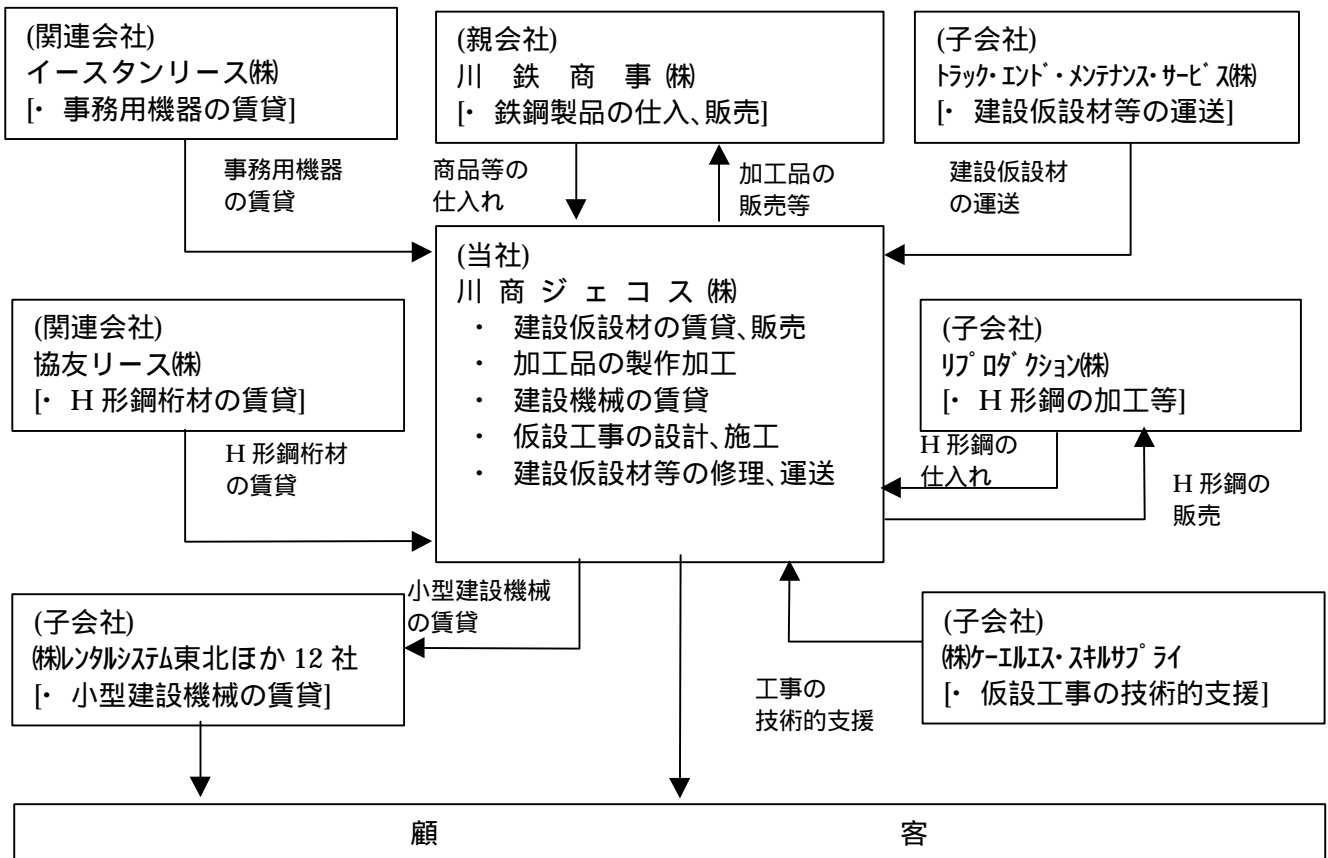 (関連会社)
イースタンリース㈱
[・ 事務用機器の賃貸]
(親会社)
川 鉄 商 事 ㈱
[・ 鉄鋼製品の仕入、販売]
(子会社)
ﾄﾗｯｸ・ｴﾝﾄﾞ・ﾒﾝﾃﾅﾝｽ・ｻｰﾋﾞｽ㈱
[・ 建設仮設材等の運送]
事務用機器
の賃貸
商品等の
仕入れ
加工品の
販売等
建設仮設材
の運送
(当社)
川 商 ジ ェ コ ス ㈱
・ 建設仮設材の賃貸、販売
・ 加工品の製作加工
・ 建設機械の賃貸
・ 仮設工事の設計、施工
・ 建設仮設材等の修理、運送
(関連会社)
協友リース㈱
[・ H 形鋼桁材の賃貸]
(子会社)
ﾘﾌﾟﾛﾀﾞｸｼｮﾝ㈱
[・ H 形鋼の加工等]
H 形鋼桁材
の賃貸
H 形鋼の
仕入れ
H 形鋼の
販売
小型建設機械
の賃貸
(子会社)
㈱ﾚﾝﾀﾙｼｽﾃﾑ東北ほか 12 社
[・ 小型建設機械の賃貸]
工事の
技術的支援
(子会社)
㈱ｹｰｴﾙｴｽ・ｽｷﾙｻﾌﾟﾗｲ
[・ 仮設工事の技術的支援]
顧 客